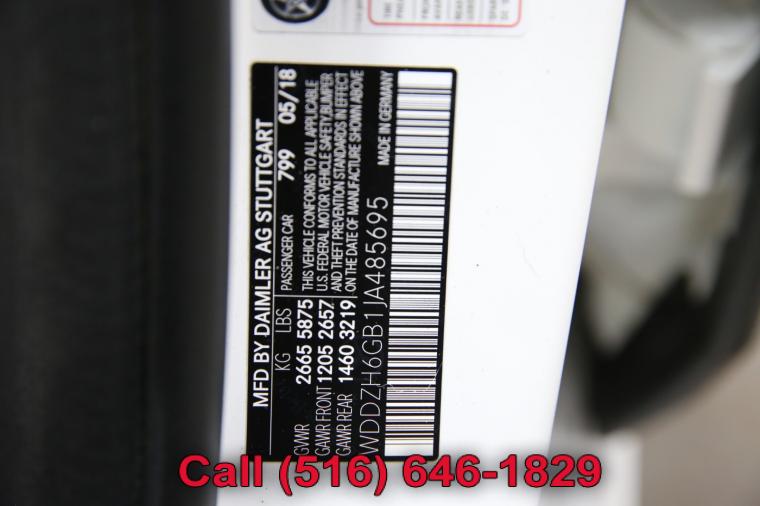 MFD BY DAIMLER AG STUTTGART
KG LBS PASSENGER CAR 799 05/18
GVWR 2665 5875 THIS VEHICLE CONFORMS TO ALL APPLICABLE
GAWR FRONT 1205 2657 U.S. FEDERAL MOTOR VEHICLE SAFETY, BUMPER
GAWR REAR 1460 3219 AND THEFT PREVENTION STANDARDS IN EFFECT
ON THE DATE OF MANUFACTURE SHOWN ABOVE
WDDZH6GB1JA485695 MADE IN GERMANY
Call (516) 646-1829